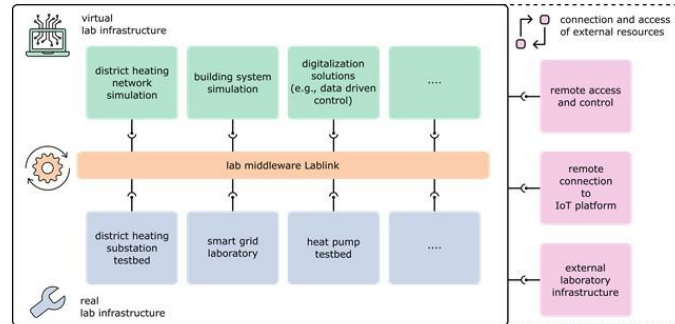 virtual
lab infrastructure
connection and access
of external resources
district heating
network
simulation
building system
simulation
digitalization
solutions
(e.g., data driven
control)
....
remote access
and control
lab middleware Lablink
remote
connection
to
IoT platform
district heating
substation
testbed
smart grid
laboratory
heat pump
testbed
....
external
laboratory
infrastructure
real
lab infrastructure